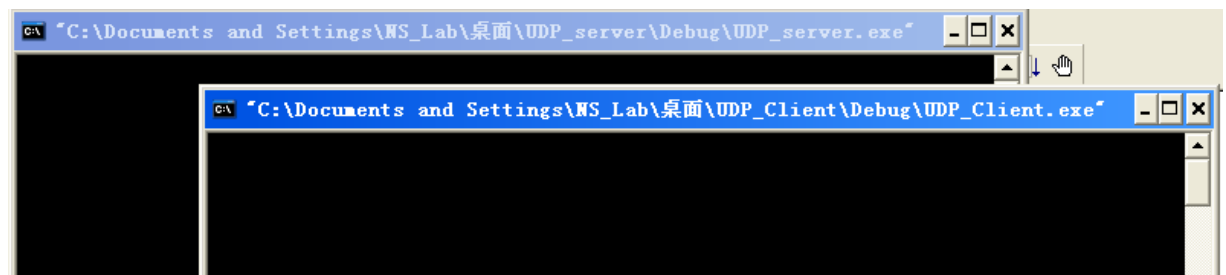 "C:\Documents and Settings\NS_Lab\桌面\UDP_server\Debug\UDP_server.exe"
"C:\Documents and Settings\NS_Lab\桌面\UDP_Client\Debug\UDP_Client.exe"